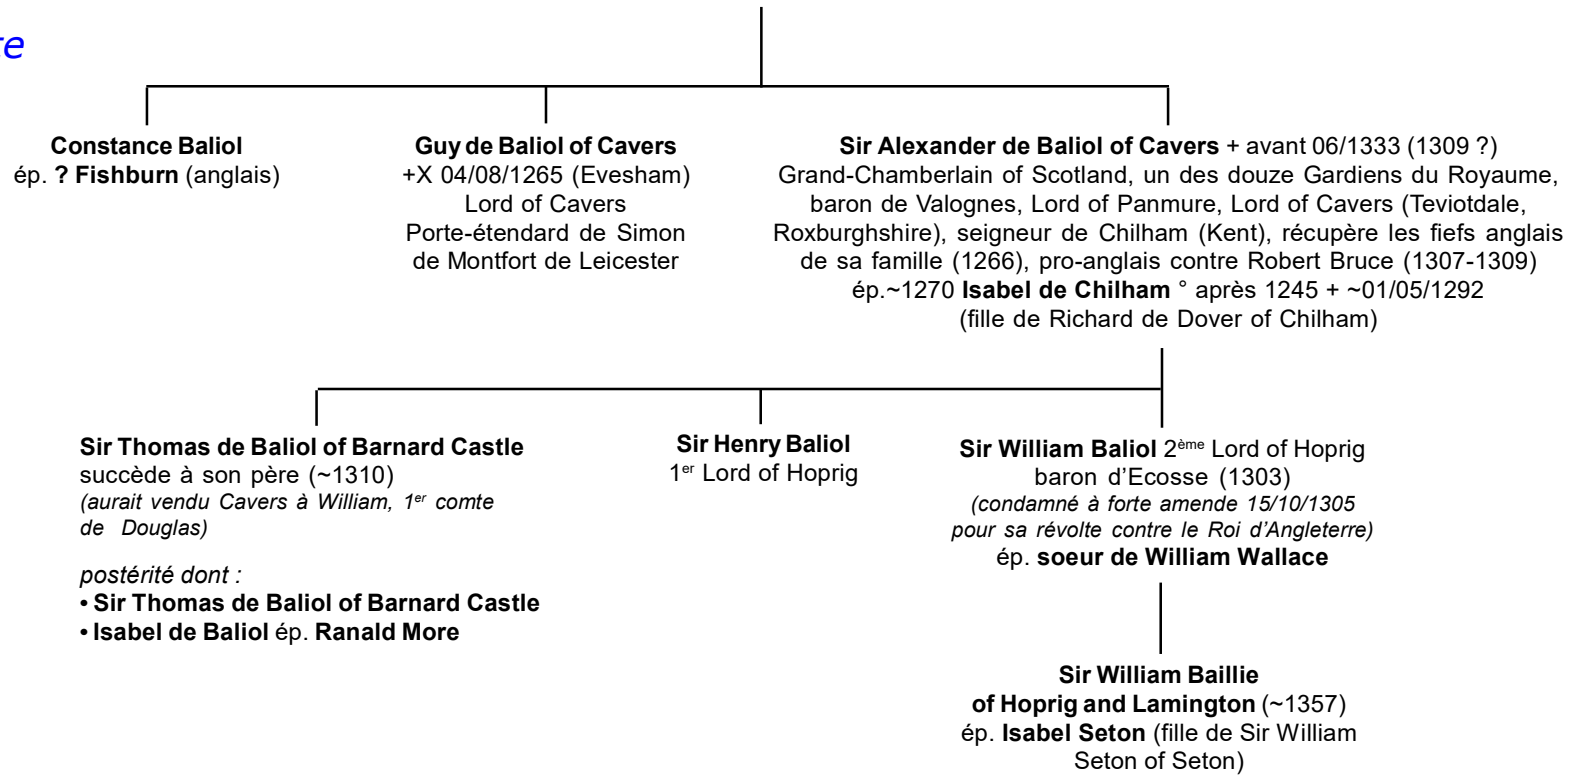 Constance Baliol
ép. ? Fishburn (anglais)
Guy de Baliol of Cavers
+X 04/08/1265 (Evesham)
Lord of Cavers
Porte-étendard de Simon
de Montfort de Leicester
Sir Alexander de Baliol of Cavers + avant 06/1333 (1309 ?)
Grand-Chamberlain of Scotland, un des douze Gardiens du Royaume,
baron de Valognes, Lord of Panmure, Lord of Cavers (Teviotdale,
Roxburghshire), seigneur de Chilham (Kent), récupère les fiefs anglais
de sa famille (1266), pro-anglais contre Robert Bruce (1307-1309)
ép.~1270 Isabel de Chilham ° après 1245 + ~01/05/1292
(fille de Richard de Dover of Chilham)
Sir Thomas de Baliol of Barnard Castle
succède à son père (~1310)
(aurait vendu Cavers à William, 1er comte
de Douglas)
postérité dont :
• Sir Thomas de Baliol of Barnard Castle
• Isabel de Baliol ép. Ranald More
Sir Henry Baliol
1er Lord of Hoprig
Sir William Baliol 2ème Lord of Hoprig
baron d'Ecosse (1303)
(condamné à forte amende 15/10/1305
pour sa révolte contre le Roi d'Angleterre)
ép. soeur de William Wallace
Sir William Baillie
of Hoprig and Lamington (~1357)
ép. Isabel Seton (fille de Sir William
Seton of Seton)